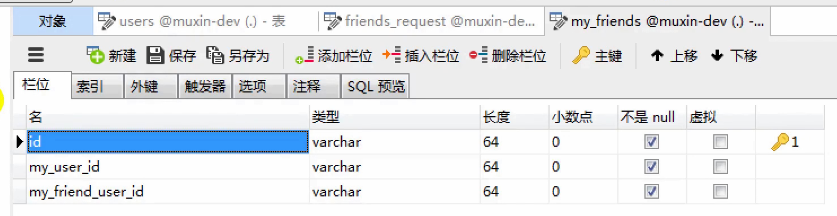 对象 users @muxin-dev (.) - 表 friends_request @muxin-de... my_friends @muxin-dev (.) -...
新建 保存 另存为 添加栏位 插入栏位 删除栏位 主键 上移 下移
栏位 索引 外键 触发器 选项 注释 SQL 预览
名 类型 长度 小数点 不是 null 虚拟
id varchar 64 0 1
my_user_id varchar 64 0
my_friend_user_id varchar 64 0